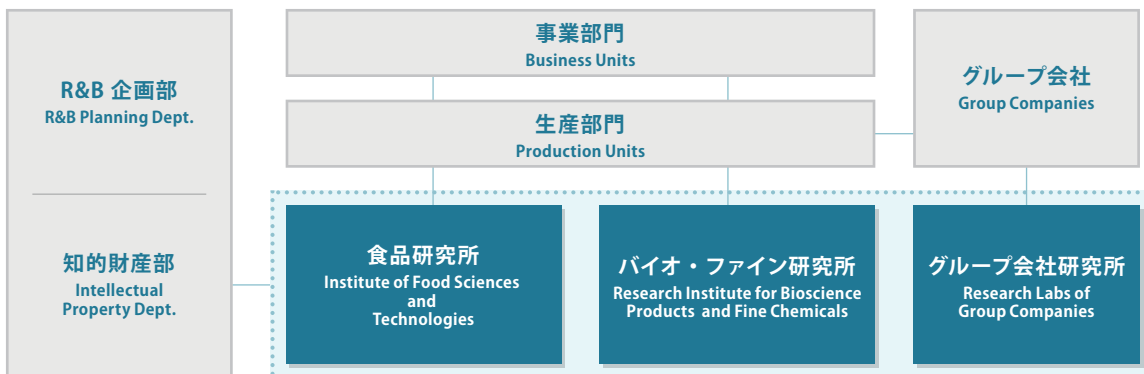 R&B 企画部
R&B Planning Dept.
知的財産部
Intellectual
Property Dept.
事業部門
Business Units
生産部門
Production Units
グループ会社
Group Companies
食品研究所
Institute of Food Sciences
and
Technologies
バイオ・ファイン研究所
Research Institute for Bioscience
Products and Fine Chemicals
グループ会社研究所
Research Labs of
Group Companies